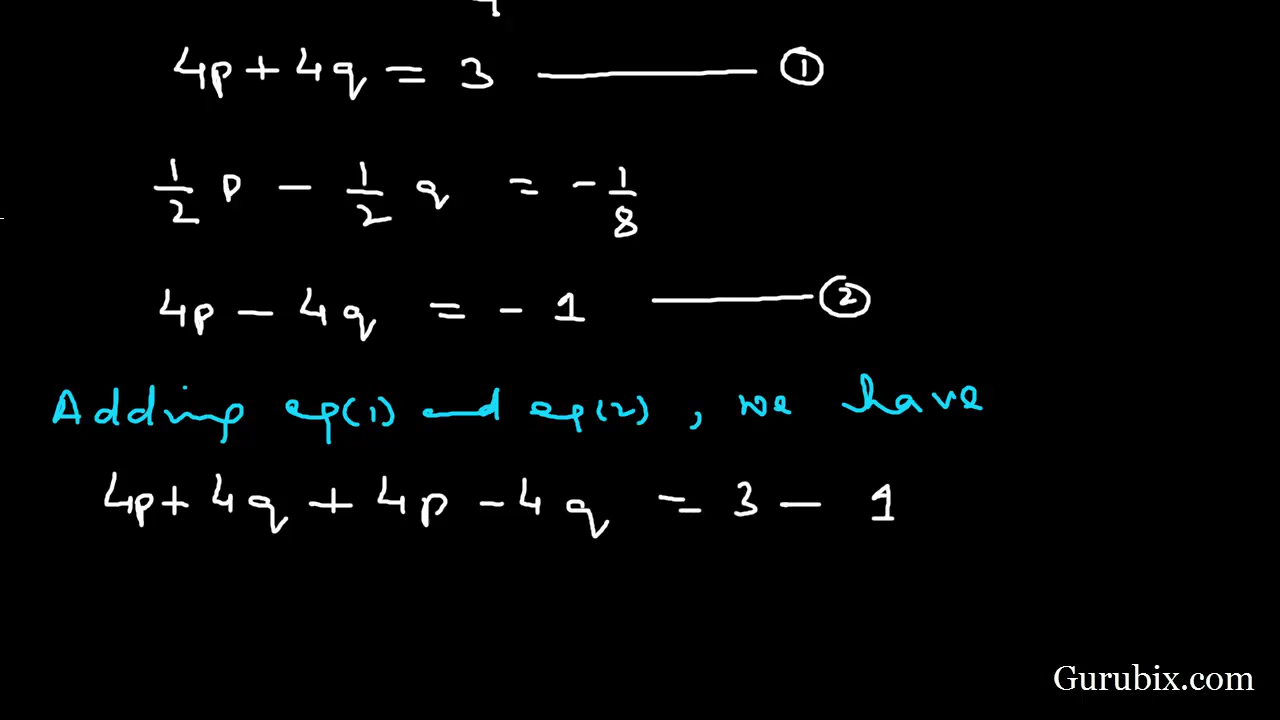 4p + 4q = 3 ——— ①
1/2 p - 1/2 q = - 1/8
4p - 4q = - 1 ——— ②
Adding eq(1) and eq(2), we have
4p + 4q + 4p - 4q = 3 - 1
Gurubix.com